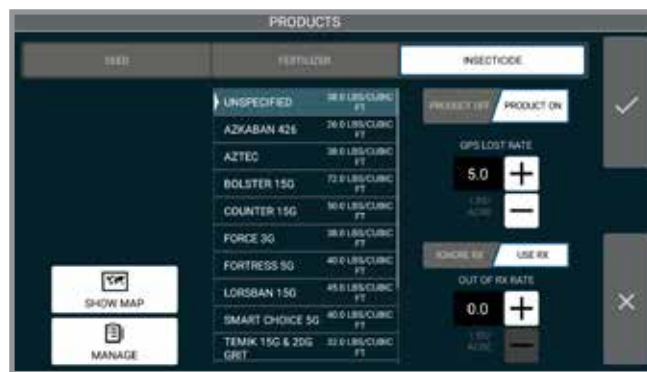 PRODUCTS
SEED
FERTILIZER
INSECTICIDE
UNSPECIFIED 38.0 LBS/CUBIC FT
AZKABAN 426 26.0 LBS/CUBIC FT
AZTEC 38.0 LBS/CUBIC FT
BOLSTER 15G 72.0 LBS/CUBIC FT
COUNTER 15G 50.0 LBS/CUBIC FT
FORCE 3G 38.0 LBS/CUBIC FT
FORTRESS 5G 40.0 LBS/CUBIC FT
LORSBAN 15G 45.8 LBS/CUBIC FT
SMART CHOICE 5G 40.0 LBS/CUBIC FT
TEMIK 15G & 20G GRIT 32.0 LBS/CUBIC FT
PRODUCT OFF
PRODUCT ON
GPS LOST RATE
5.0
LBS/
ACRE
IGNORE RX
USE RX
OUT OF RX RATE
0.0
LBS/
ACRE
SHOW MAP
MANAGE